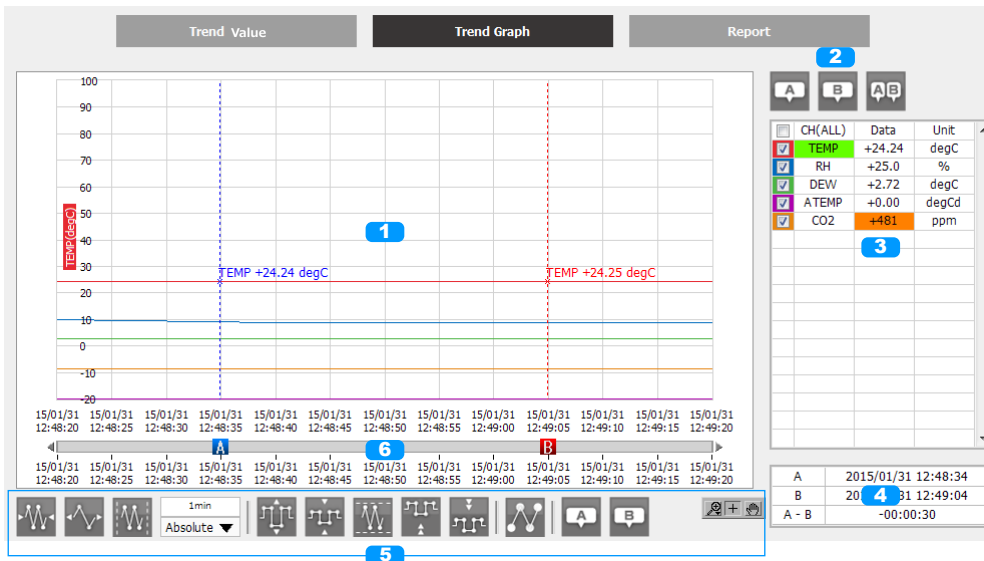 Trend Value Trend Graph Report
2
A B A B
100
90
80
70
60
50
40
30
20
10
0
-10
-20
TEMP(degC)
1
TEMP +24.24 degC TEMP +24.25 degC
15/01/31 15/01/31 15/01/31 15/01/31 15/01/31 15/01/31 15/01/31 15/01/31 15/01/31 15/01/31 15/01/31 15/01/31 15/01/31
12:48:20 12:48:25 12:48:30 12:48:35 12:48:40 12:48:45 12:48:50 12:48:55 12:49:00 12:49:05 12:49:10 12:49:15 12:49:20
A 6 B
15/01/31 15/01/31 15/01/31 15/01/31 15/01/31 15/01/31 15/01/31 15/01/31 15/01/31 15/01/31 15/01/31 15/01/31 15/01/31
12:48:20 12:48:25 12:48:30 12:48:35 12:48:40 12:48:45 12:48:50 12:48:55 12:49:00 12:49:05 12:49:10 12:49:15 12:49:20
CH(ALL) Data Unit
TEMP +24.24 degC
RH +25.0 %
DEW +2.72 degC
ATEMP +0.00 degCd
CO2 +481 ppm
3
A 2015/01/31 12:48:34
B 20 31 12:49:04
4
A - B -00:00:30
1min
Absolute
A B
5